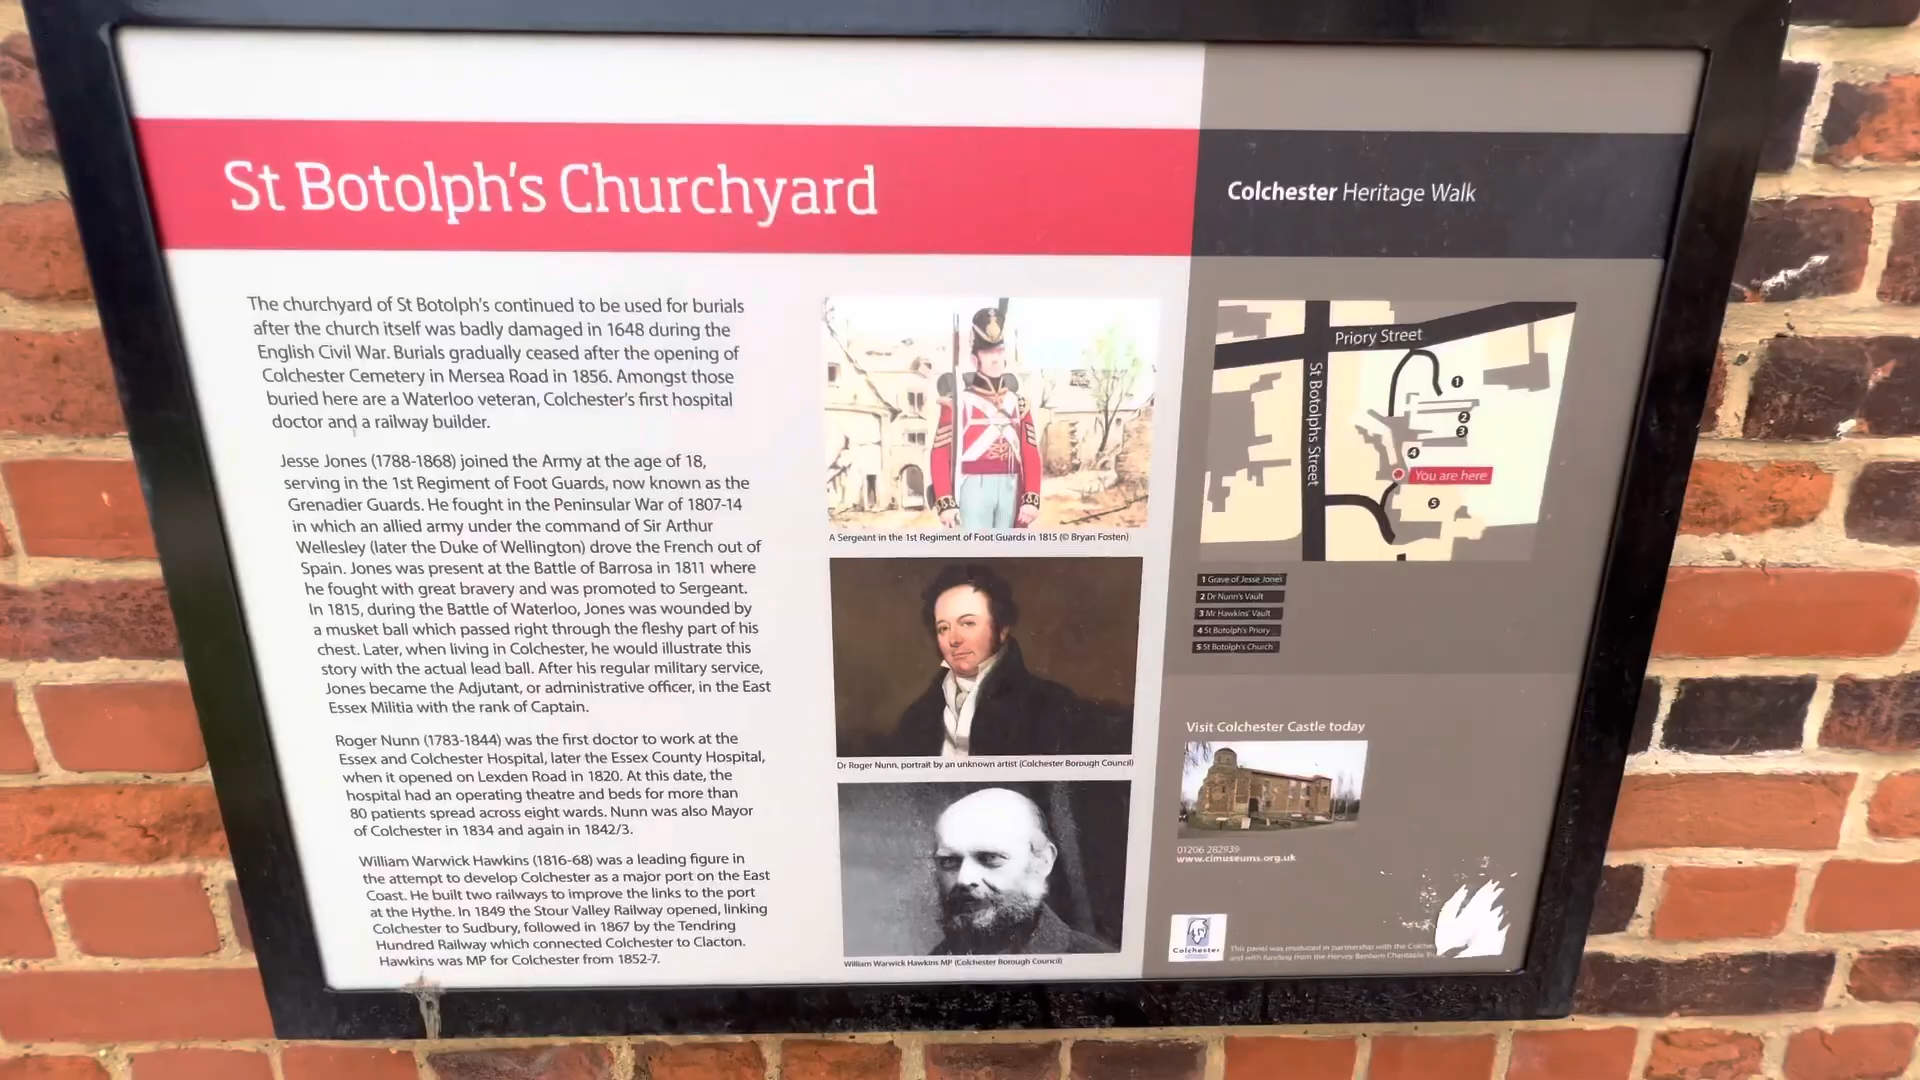 St Botolph's Churchyard
The churchyard of St Botolph's continued to be used for burials
after the church itself was badly damaged in 1648 during the
English Civil War. Burials gradually ceased after the opening of
Colchester Cemetery in Mersea Road in 1856. Amongst those
buried here are a Waterloo veteran, Colchester's first hospital
doctor and a railway builder.
Jesse Jones (1788-1868) joined the Army at the age of 18,
serving in the 1st Regiment of Foot Guards, now known as the
Grenadier Guards. He fought in the Peninsular War of 1807-14
in which an allied army under the command of Sir Arthur
Wellesley (later the Duke of Wellington) drove the French out of
Spain. Jones was present at the Battle of Barrosa in 1811 where
he fought with great bravery and was promoted to Sergeant.
In 1815, during the Battle of Waterloo, Jones was wounded by
a musket ball which passed right through the fleshy part of his
chest. Later, when living in Colchester, he would illustrate this
story with the actual lead ball. After his regular military service,
Jones became the Adjutant, or administrative officer, in the East
Essex Militia with the rank of Captain.
Roger Nunn (1783-1844) was the first doctor to work at the
Essex and Colchester Hospital, later the Essex County Hospital,
when it opened on Lexden Road in 1820. At this date, the
hospital had an operating theatre and beds for more than
80 patients spread across eight wards. Nunn was also Mayor
of Colchester in 1834 and again in 1842/3.
William Warwick Hawkins (1816-68) was a leading figure in
the attempt to develop Colchester as a major port on the East
Coast. He built two railways to improve the links to the port
at the Hythe. In 1849 the Stour Valley Railway opened, linking
Colchester to Sudbury, followed in 1867 by the Tendring
Hundred Railway which connected Colchester to Clacton.
Hawkins was MP for Colchester from 1852-7.
A Sergeant in the 1st Regiment of Foot Guards in 1815 (© Bryan Fosten)
Dr Roger Nunn, portrait by an unknown artist (Colchester Borough Council)
William Warwick Hawkins MP (Colchester Borough Council)
Colchester Heritage Walk
Priory Street
St Botolphs Street
1
2
3
4
You are here
5
1 Grave of Jesse Jones
2 Dr Nunn's Vault
3 Mr Hawkins' Vault
4 St Botolph's Priory
5 St Botolph's Church
Visit Colchester Castle today
01206 282939
www.cimuseums.org.uk
Colchester
This panel was produced in partnership with the
and with funding from the Hervey Benham Charitable